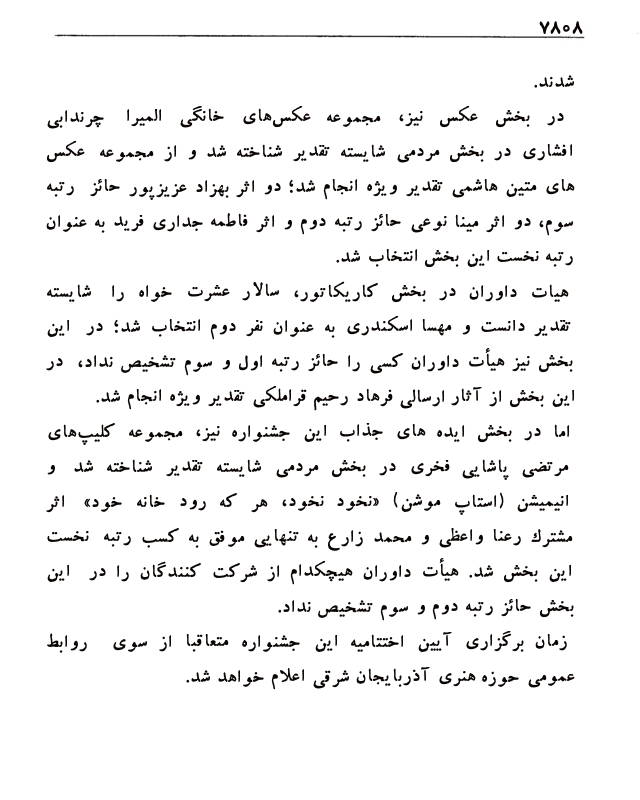 ۷۸۰۸
شدند.
در بخش عکس نیز، مجموعه عکس‌های خانگی المیرا چرندابی
افشاری در بخش مردمی شایسته تقدیر شناخته شد و از مجموعه عکس
های متین هاشمی تقدیر ویژه انجام شد؛ دو اثر بهزاد عزیزپور حائز رتبه
سوم، دو اثر مینا نوعی حائز رتبه دوم و اثر فاطمه جداری فرید به عنوان
رتبه نخست این بخش انتخاب شد.
هیات داوران در بخش کاریکاتور، سالار عشرت خواه را شایسته
تقدیر دانست و مهسا اسکندری به عنوان نفر دوم انتخاب شد؛ در این
بخش نیز هیأت داوران کسی را حائز رتبه اول و سوم تشخیص نداد، در
این بخش از آثار ارسالی فرهاد رحیم قراملکی تقدیر ویژه انجام شد.
اما در بخش ایده های جذاب این جشنواره نیز، مجموعه کلیپ‌های
مرتضی پاشایی فخری در بخش مردمی شایسته تقدیر شناخته شد و
انیمیشن (استاپ موشن) «نخود نخود، هر که رود خانه خود» اثر
مشترك رعنا واعظی و محمد زارع به تنهایی موفق به کسب رتبه نخست
این بخش شد. هیأت داوران هیچکدام از شرکت کنندگان را در این
بخش حائز رتبه دوم و سوم تشخیص نداد.
زمان برگزاری آیین اختتامیه این جشنواره متعاقبا از سوی روابط
عمومی حوزه هنری آذربایجان شرقی اعلام خواهد شد.